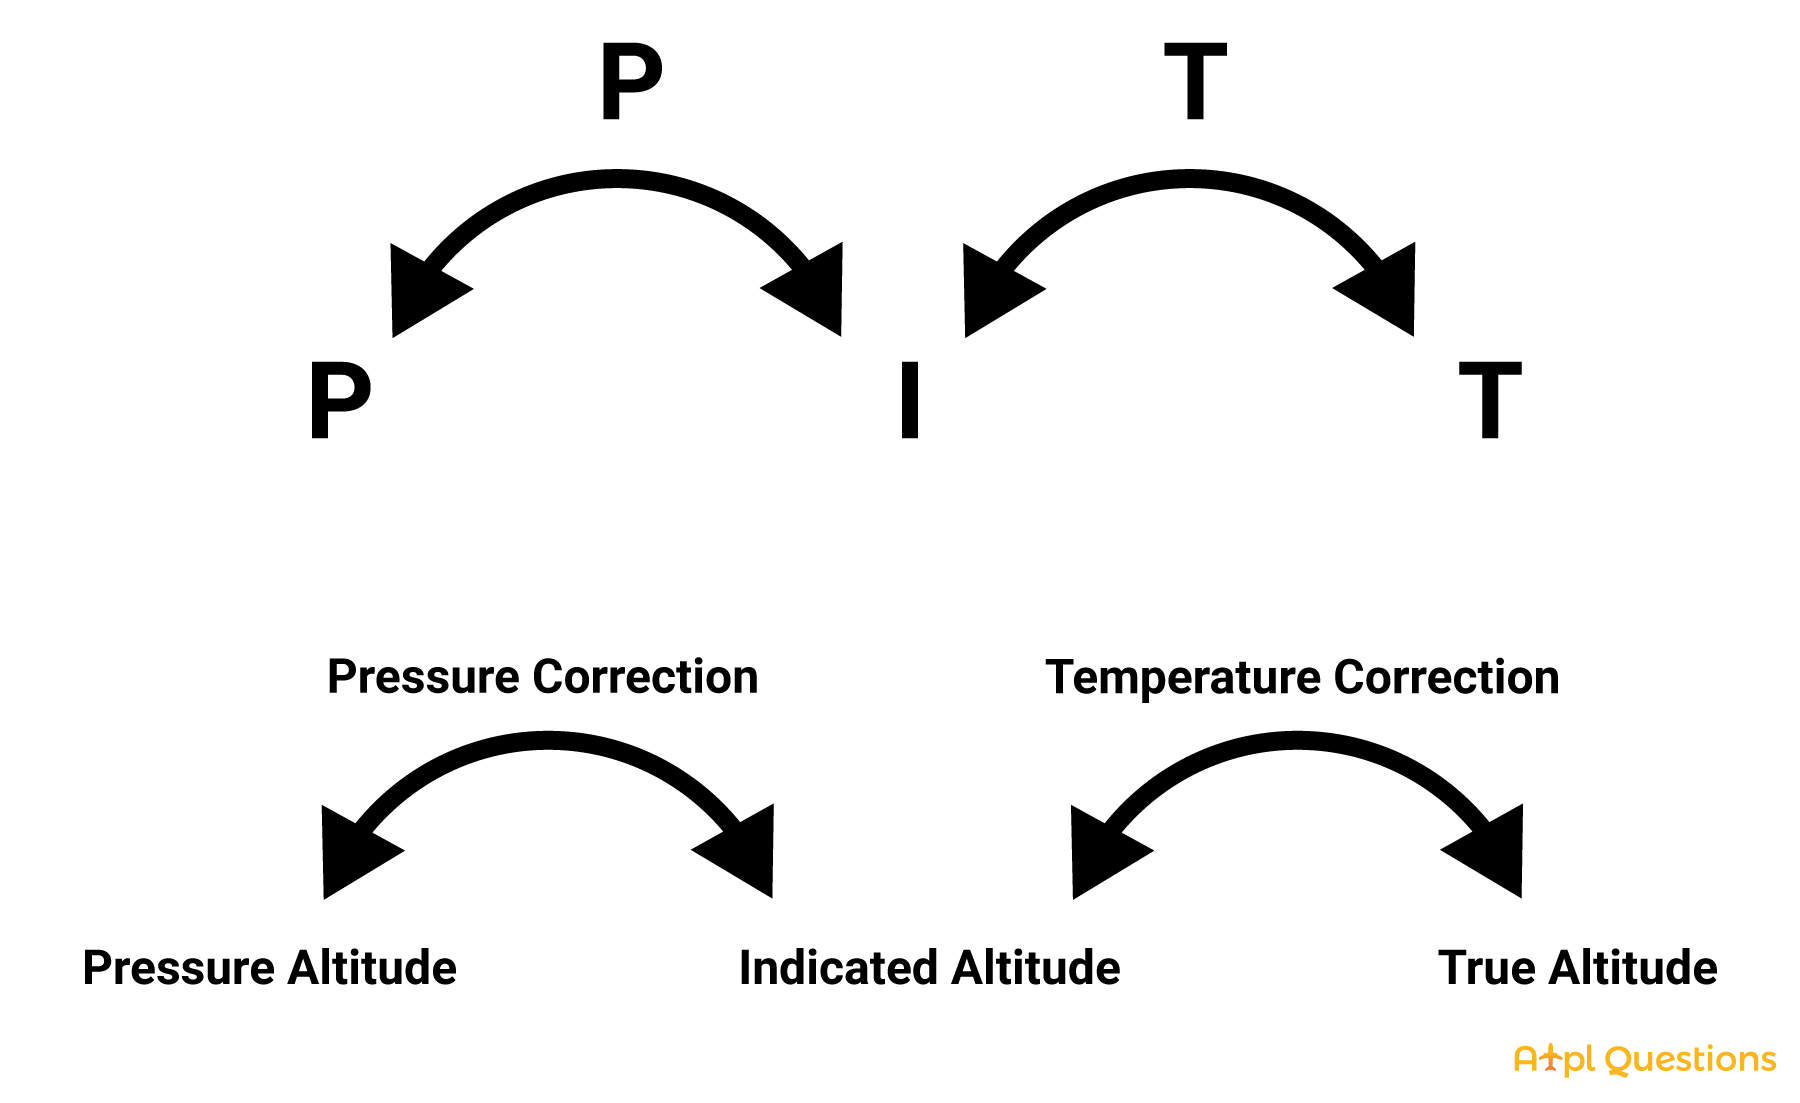 P T
P I T
Pressure Correction Temperature Correction
Pressure Altitude Indicated Altitude True Altitude
Atpl Questions